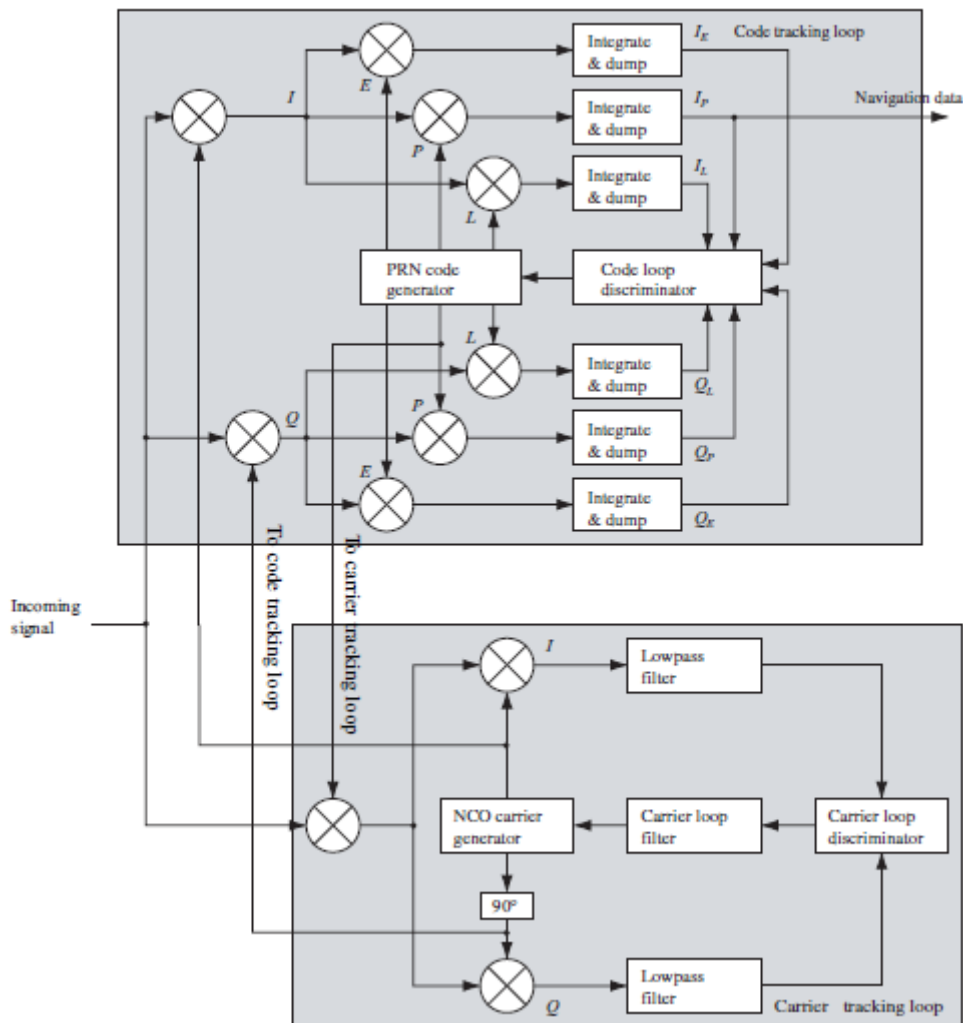 Integrate
& dump
I_E
Code tracking loop
E
I
Integrate
& dump
I_P
Navigation data
P
Integrate
& dump
I_L
L
PRN code
generator
Code loop
discriminator
L
Integrate
& dump
Q_L
Q
P
Integrate
& dump
Q_P
E
Integrate
& dump
Q_E
To code tracking loop
To carrier tracking loop
Incoming
signal
I
Lowpass
filter
NCO carrier
generator
Carrier loop
filter
Carrier loop
discriminator
90°
Lowpass
filter
Q
Carrier tracking loop